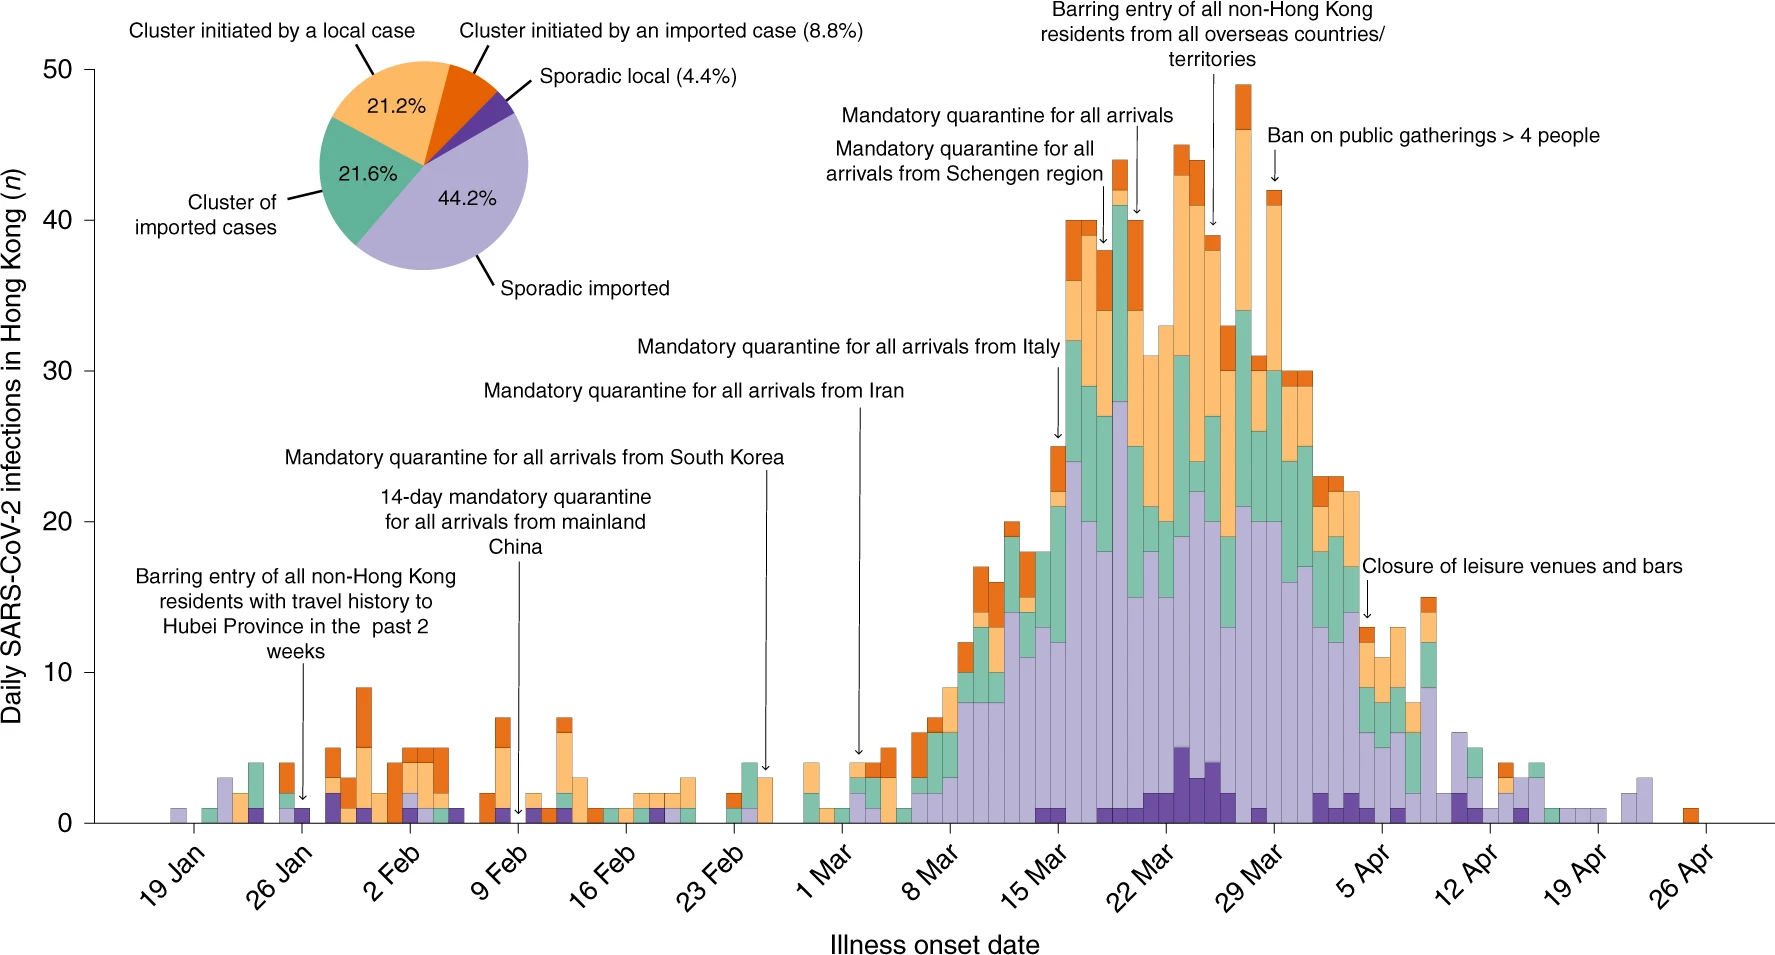 Barring entry of all non-Hong Kong
residents from all overseas countries/
territories
Cluster initiated by a local case
Cluster initiated by an imported case (8.8%)
Sporadic local (4.4%)
21.2%
21.6%
44.2%
Cluster of
imported cases
Sporadic imported
Mandatory quarantine for all arrivals
Mandatory quarantine for all
arrivals from Schengen region
Ban on public gatherings > 4 people
Mandatory quarantine for all arrivals from Italy
Mandatory quarantine for all arrivals from Iran
Mandatory quarantine for all arrivals from South Korea
14-day mandatory quarantine
for all arrivals from mainland
China
Barring entry of all non-Hong Kong
residents with travel history to
Hubei Province in the past 2
weeks
Closure of leisure venues and bars
Daily SARS-CoV-2 infections in Hong Kong (n)
50
40
30
20
10
0
19 Jan
26 Jan
2 Feb
9 Feb
16 Feb
23 Feb
1 Mar
8 Mar
15 Mar
22 Mar
29 Mar
5 Apr
12 Apr
19 Apr
26 Apr
Illness onset date